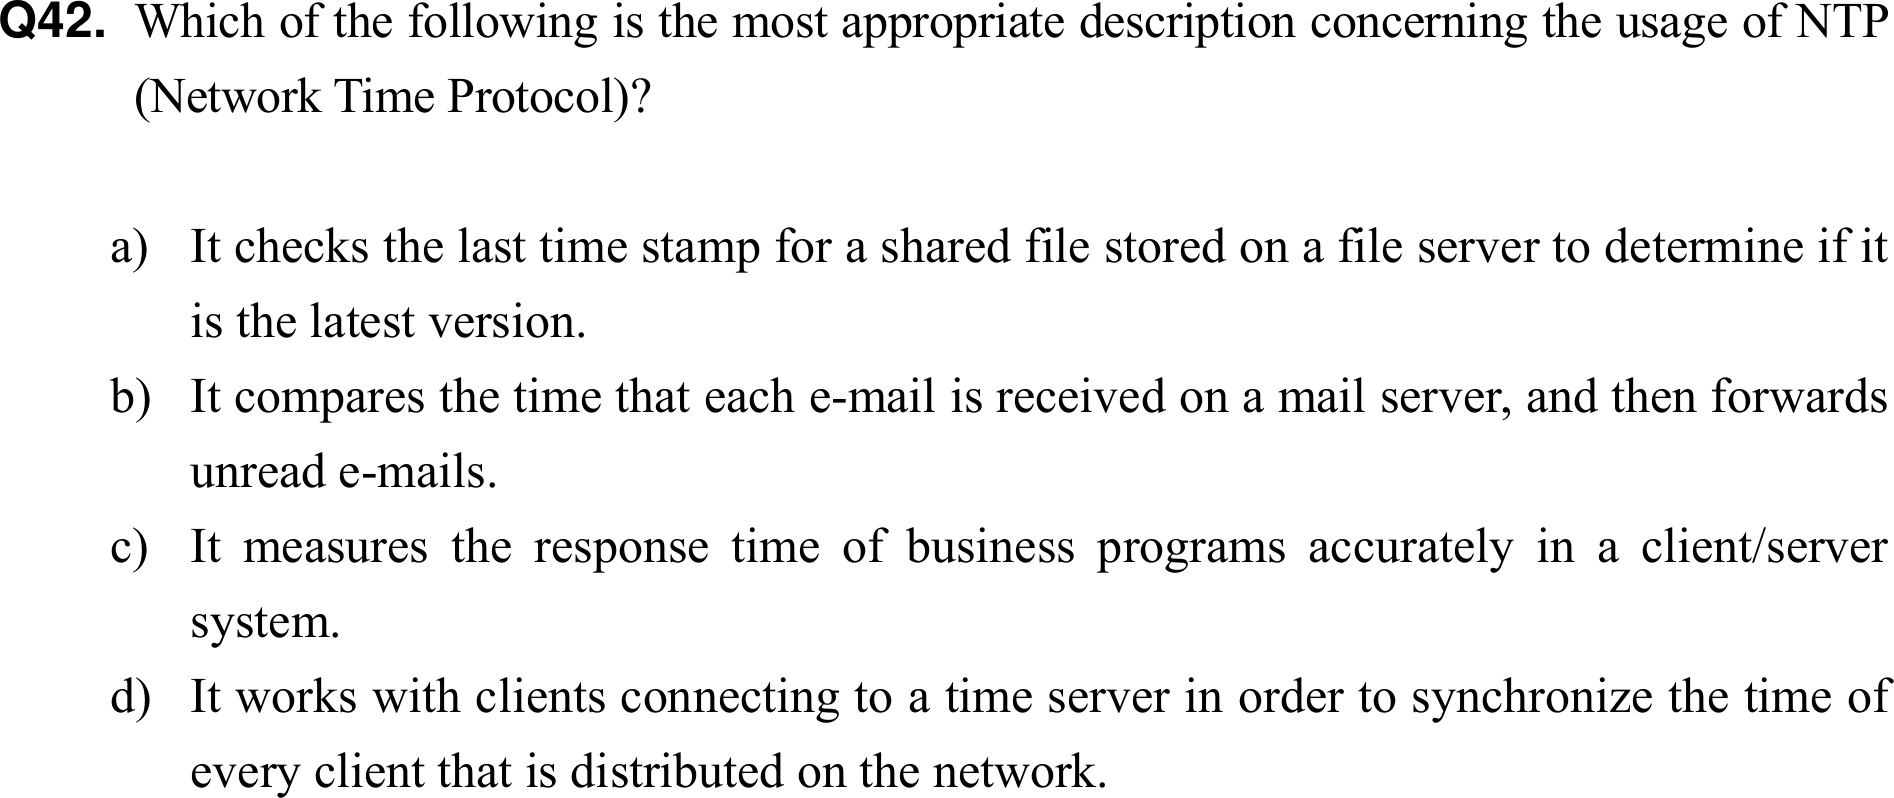 Q42. Which of the following is the most appropriate description concerning the usage of NTP
(Network Time Protocol)?
a) It checks the last time stamp for a shared file stored on a file server to determine if it
is the latest version.
b) It compares the time that each e-mail is received on a mail server, and then forwards
unread e-mails.
c) It measures the response time of business programs accurately in a client/server
system.
d) It works with clients connecting to a time server in order to synchronize the time of
every client that is distributed on the network.